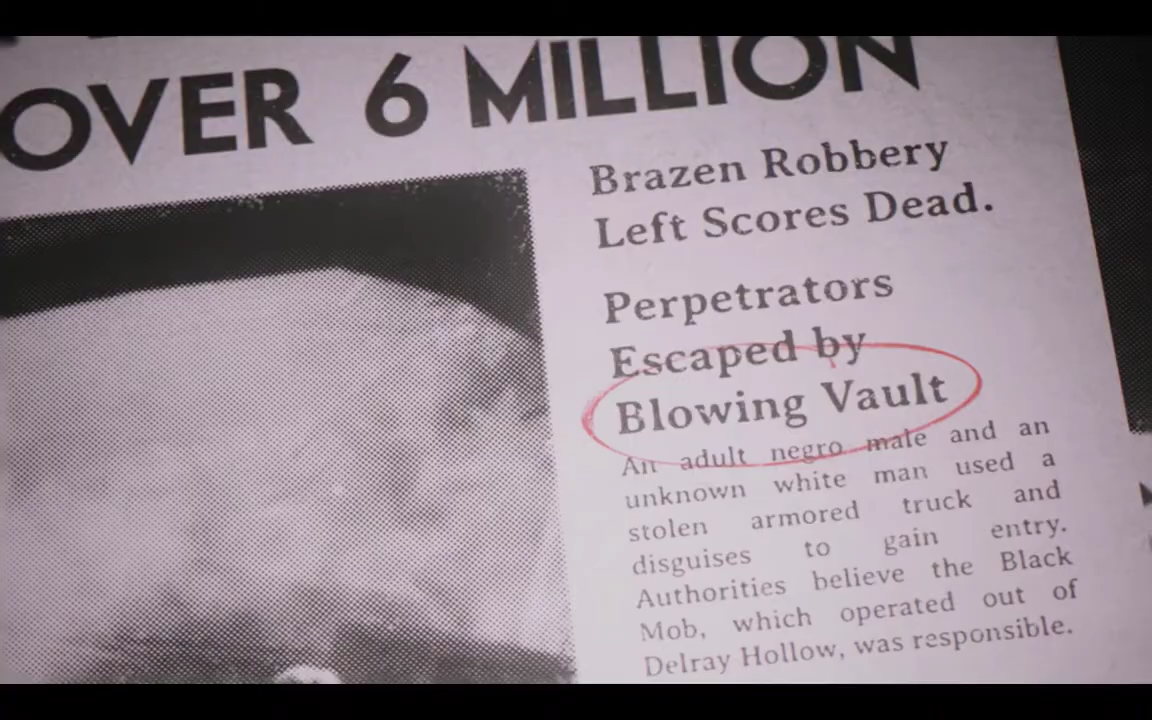 OVER 6 MILLION
Brazen Robbery
Left Scores Dead.
Perpetrators
Escaped by
Blowing Vault
An adult negro male and an
unknown white man used a
stolen armored truck and
disguises to gain entry.
Authorities believe the Black
Mob, which operated out of
Delray Hollow, was responsible.